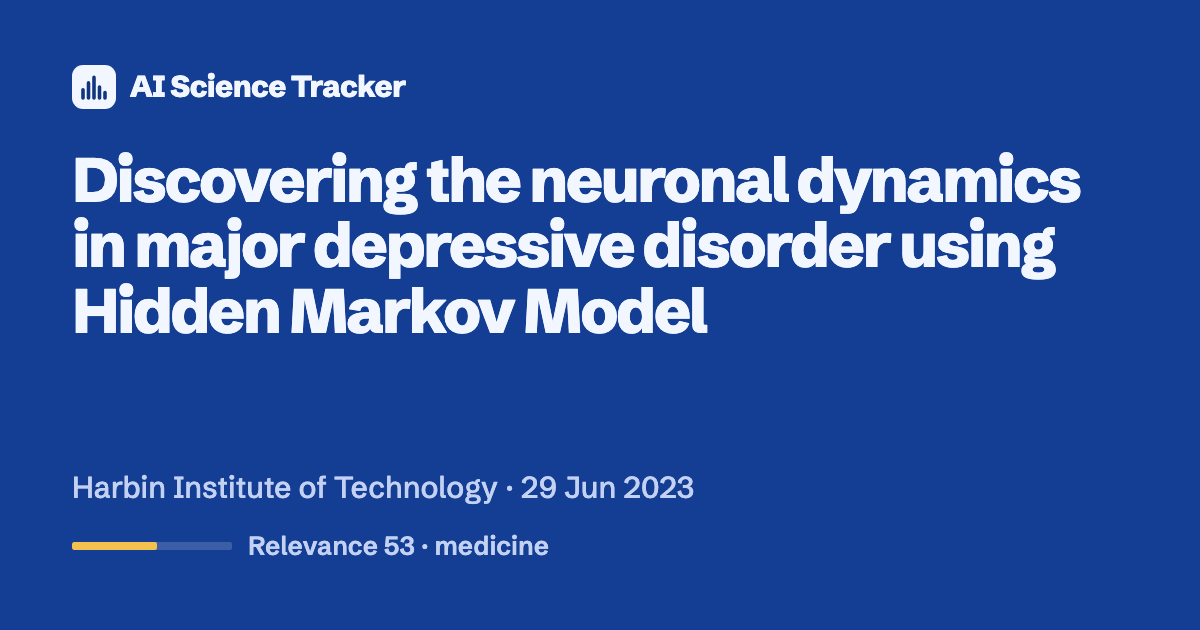 AI Science Tracker
Discovering the neuronal dynamics
in major depressive disorder using
Hidden Markov Model
Harbin Institute of Technology · 29 Jun 2023
Relevance 53 · medicine